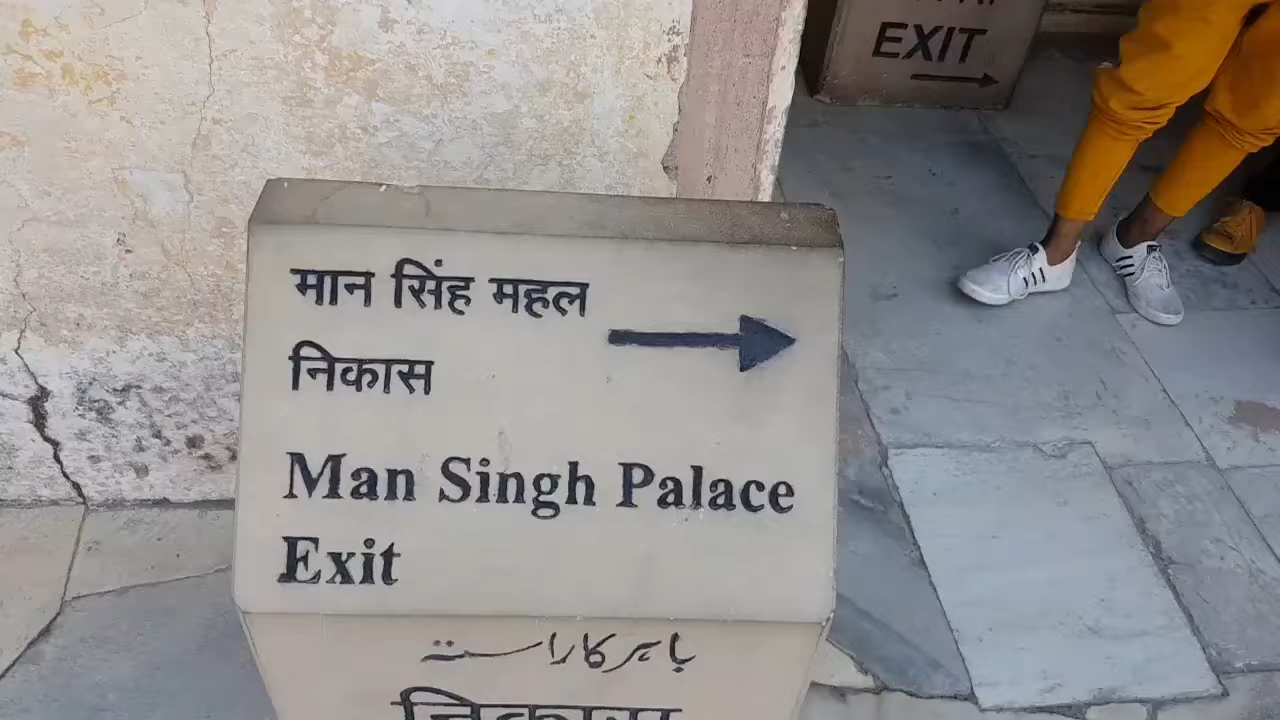 EXIT
मान सिंह महल
निकास
Man Singh Palace
Exit
باہر کا راستہ
निकास